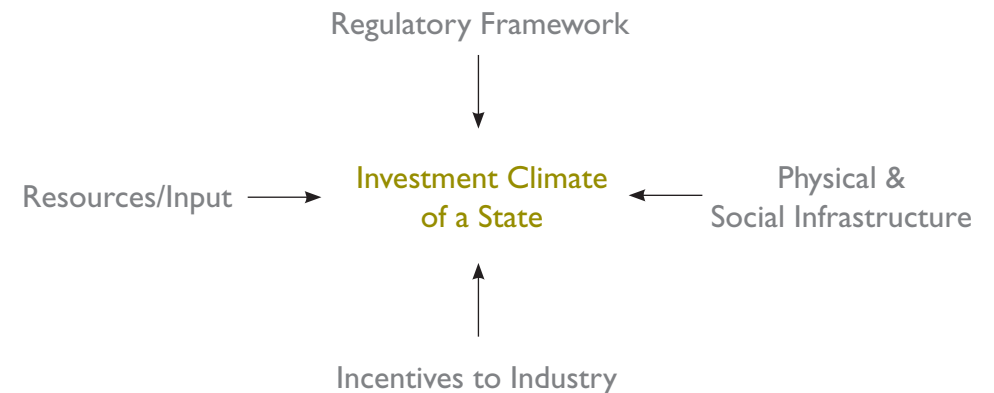 Regulatory Framework
Resources/Input
Investment Climate
of a State
Physical &
Social Infrastructure
Incentives to Industry